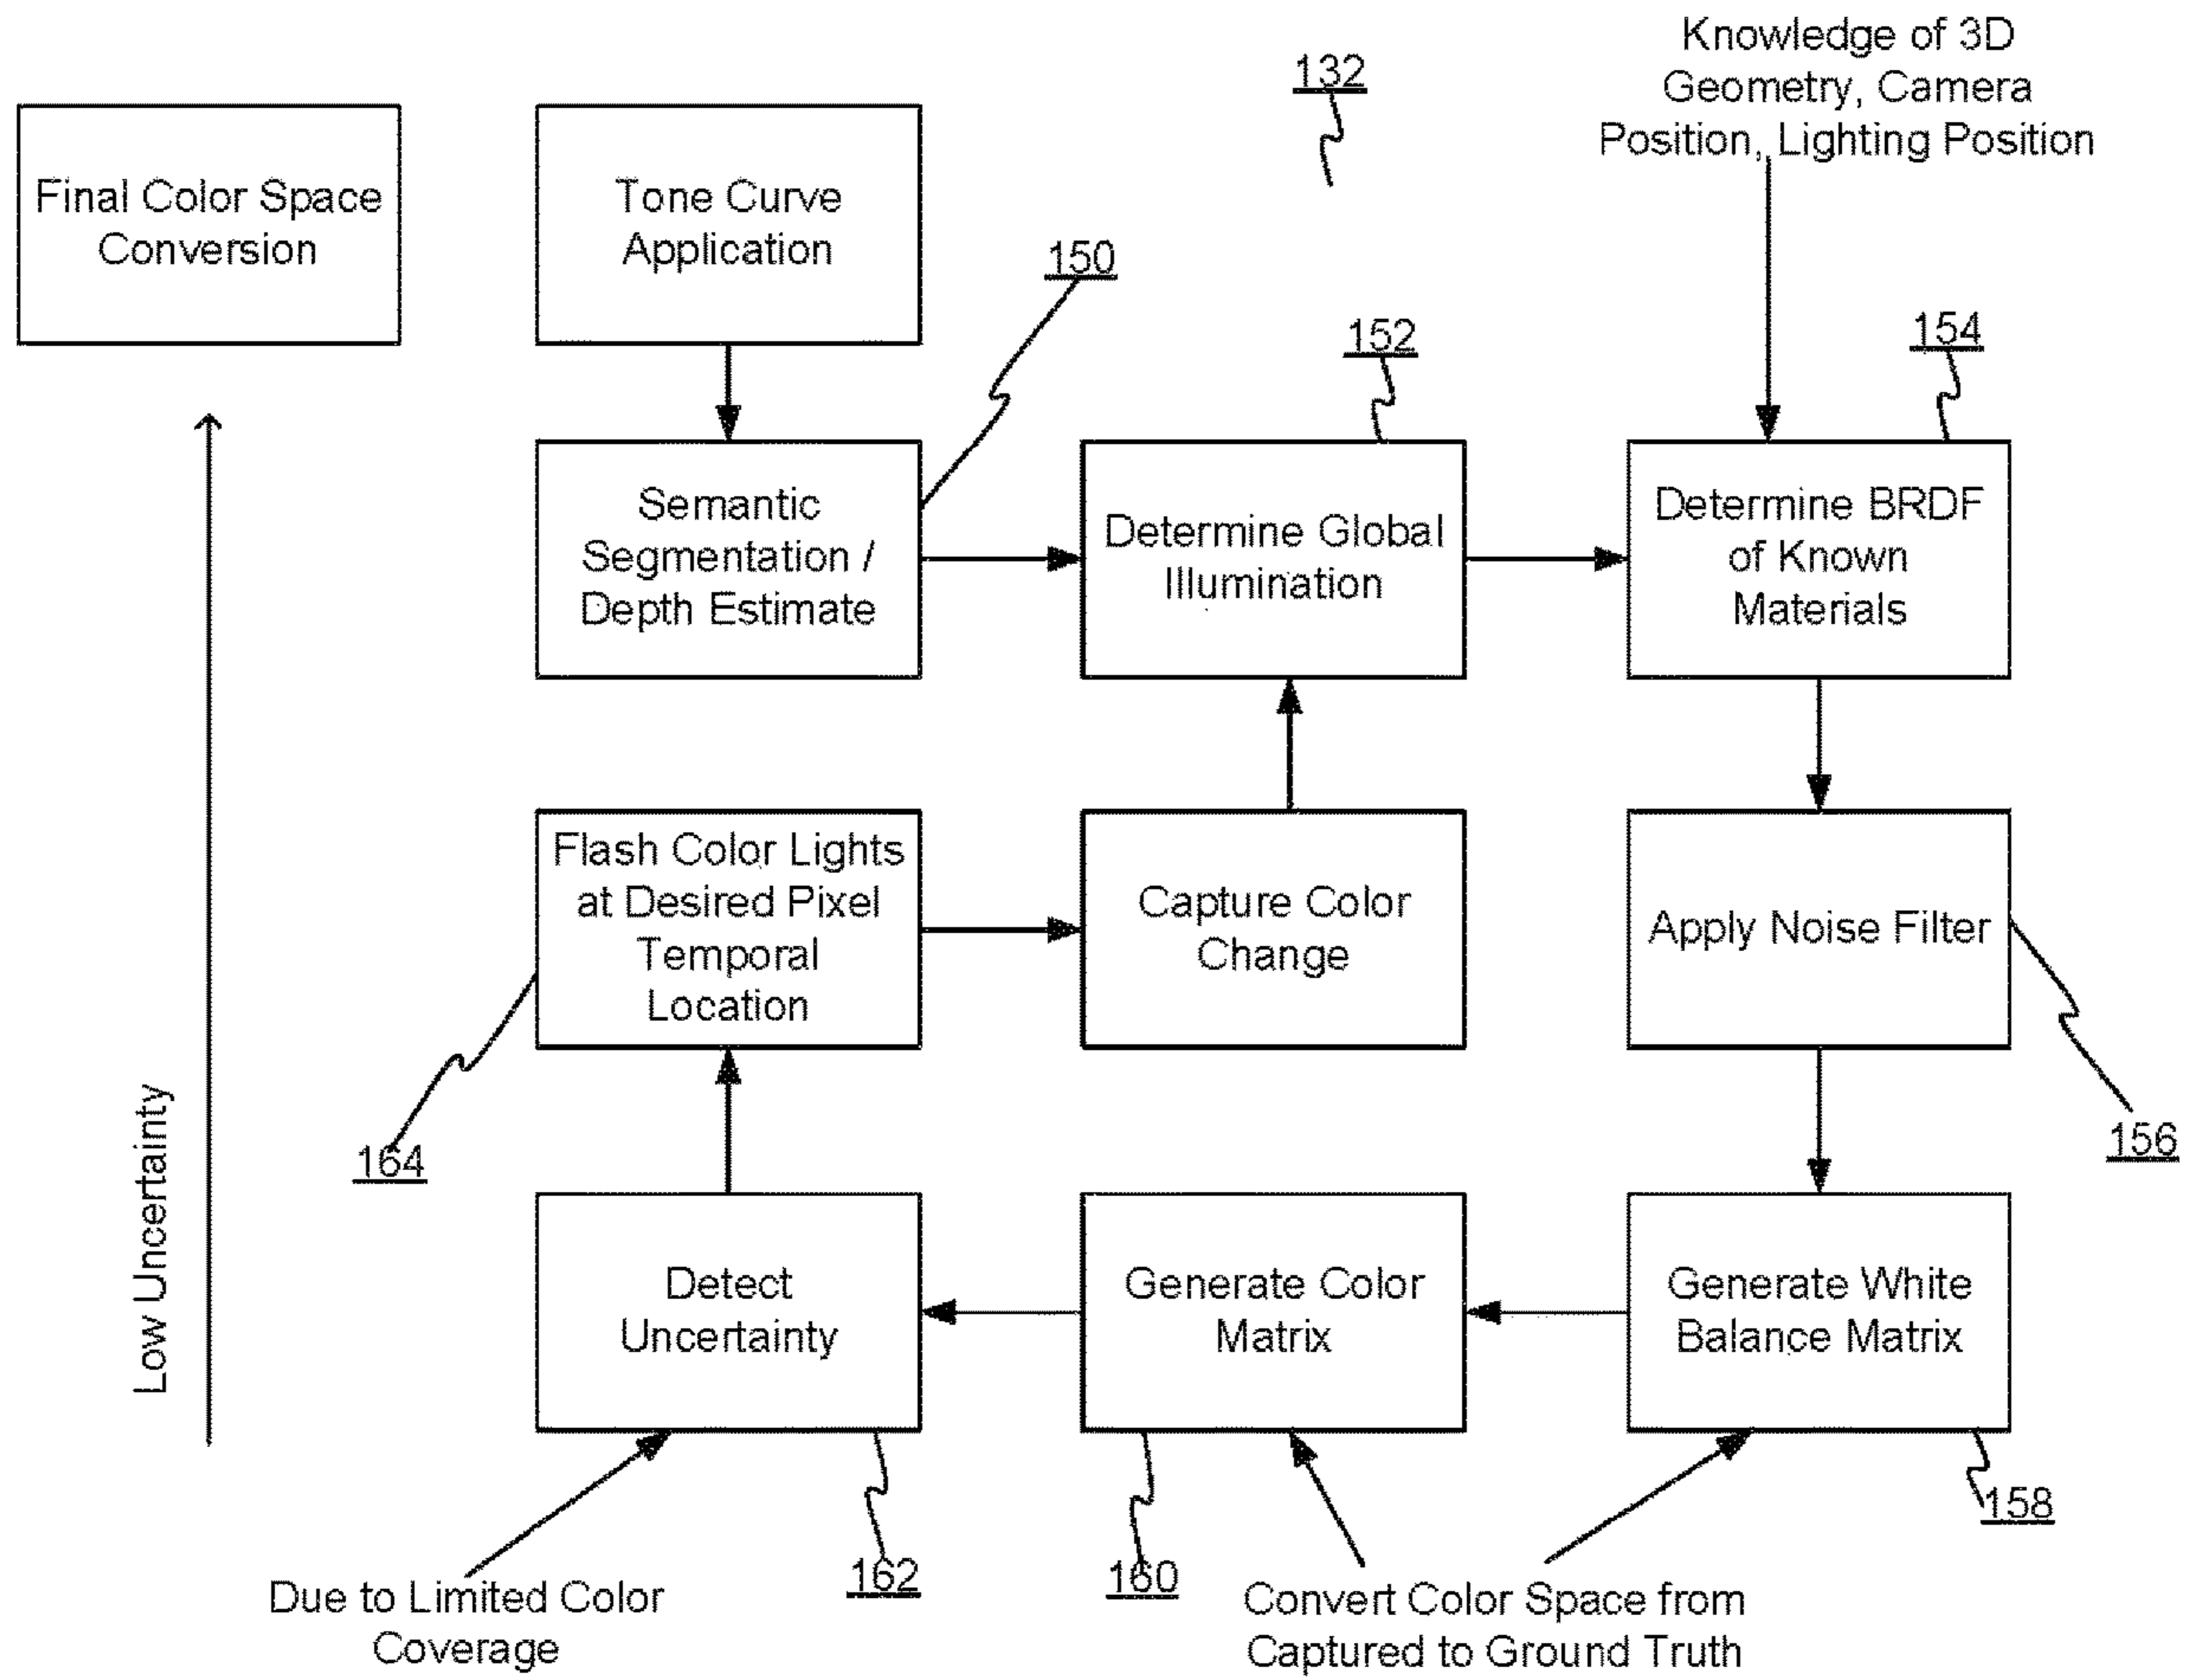 132
Knowledge of 3D
Geometry, Camera
Position, Lighting Position
Final Color Space
Conversion
Tone Curve
Application
150
152
154
Semantic
Segmentation /
Depth Estimate
Determine Global
Illumination
Determine BRDF
of Known
Materials
Flash Color Lights
at Desired Pixel
Temporal
Location
Capture Color
Change
Apply Noise Filter
164
156
Low Uncertainty
Detect
Uncertainty
Generate Color
Matrix
Generate White
Balance Matrix
158
162
160
Due to Limited Color
Coverage
Convert Color Space from
Captured to Ground Truth